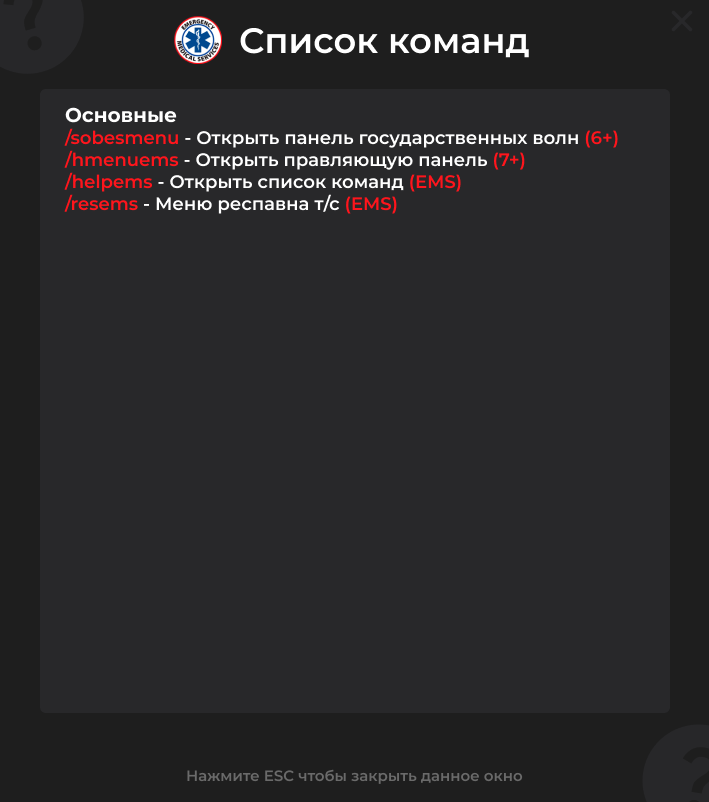 EMERGENCY
MEDICAL SERVICES
Список команд
Основные
/sobesmenu - Открыть панель государственных волн (6+)
/hmenuems - Открыть правляющую панель (7+)
/helpems - Открыть список команд (EMS)
/resems - Меню респавна т/с (EMS)
Нажмите ESC чтобы закрыть данное окно